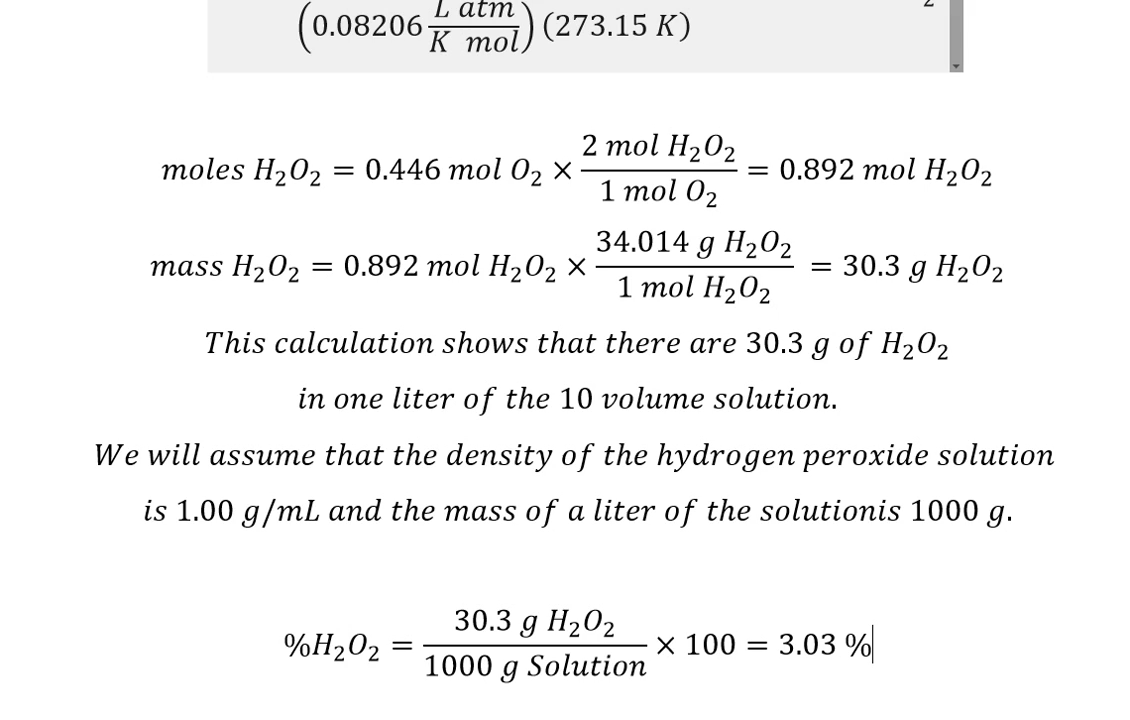 (0.08206 L atm / K mol) (273.15 K)
moles H₂O₂ = 0.446 mol O₂ × 2 mol H₂O₂ / 1 mol O₂ = 0.892 mol H₂O₂
mass H₂O₂ = 0.892 mol H₂O₂ × 34.014 g H₂O₂ / 1 mol H₂O₂ = 30.3 g H₂O₂
This calculation shows that there are 30.3 g of H₂O₂
in one liter of the 10 volume solution.
We will assume that the density of the hydrogen peroxide solution
is 1.00 g/mL and the mass of a liter of the solutionis 1000 g.
%H₂O₂ = 30.3 g H₂O₂ / 1000 g Solution × 100 = 3.03 %